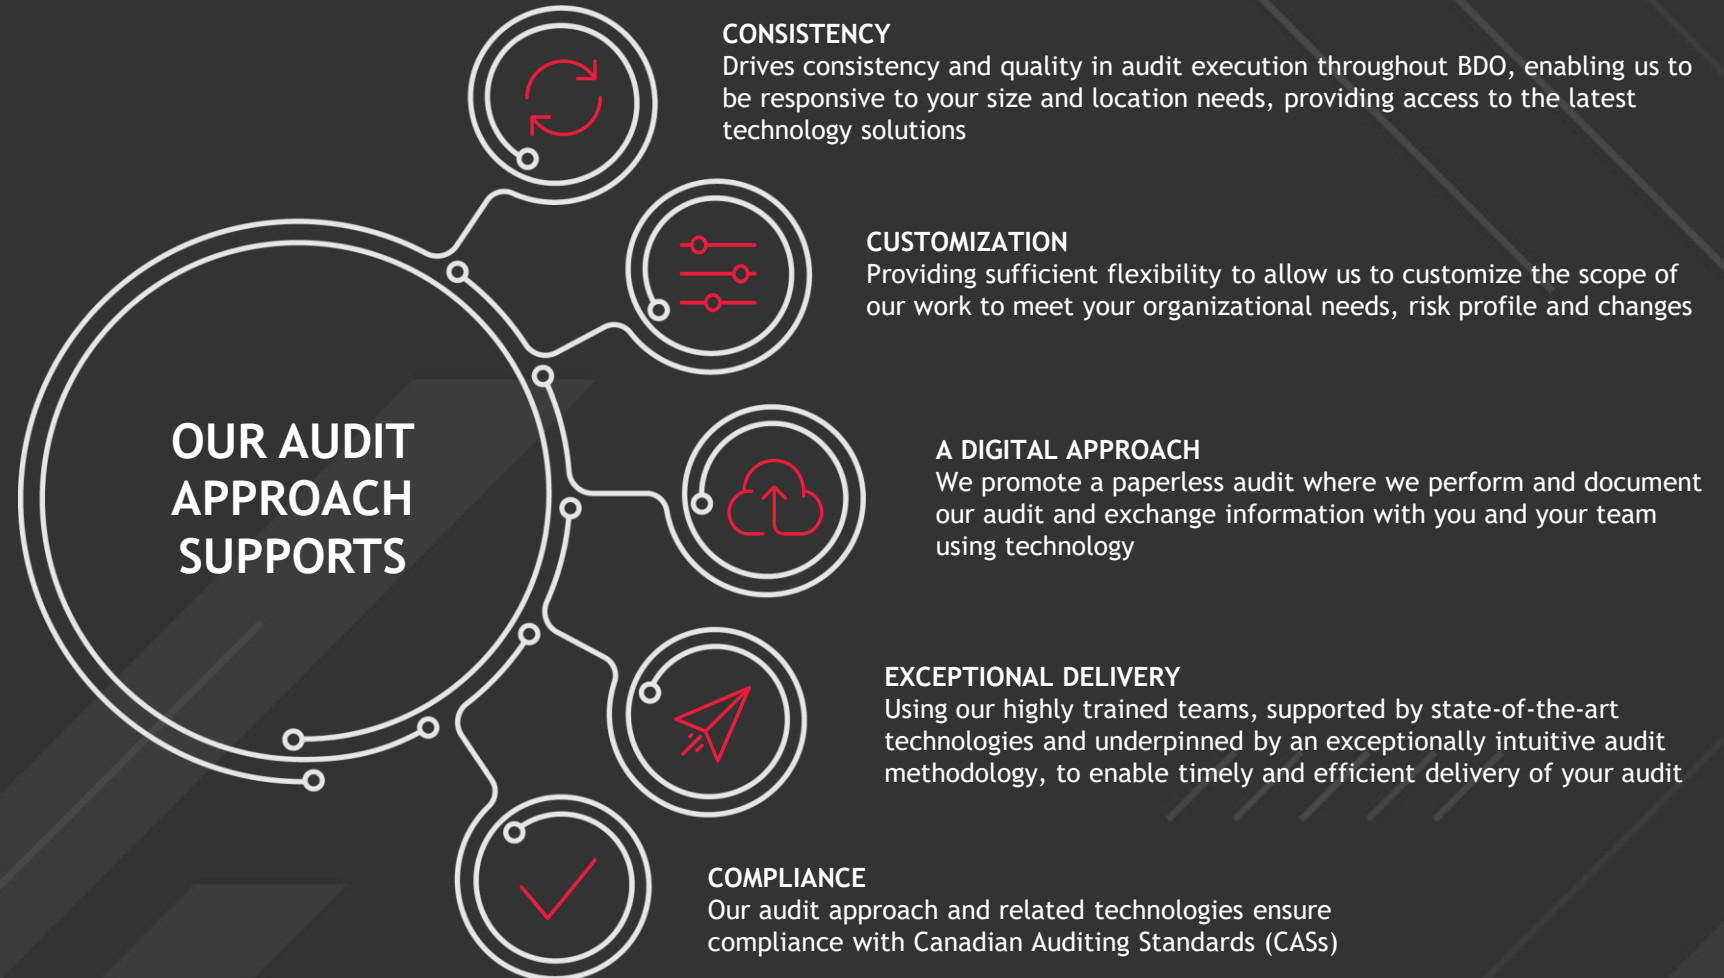 OUR AUDIT
APPROACH
SUPPORTS
CONSISTENCY
Drives consistency and quality in audit execution throughout BDO, enabling us to
be responsive to your size and location needs, providing access to the latest
technology solutions
CUSTOMIZATION
Providing sufficient flexibility to allow us to customize the scope of
our work to meet your organizational needs, risk profile and changes
A DIGITAL APPROACH
We promote a paperless audit where we perform and document
our audit and exchange information with you and your team
using technology
EXCEPTIONAL DELIVERY
Using our highly trained teams, supported by state-of-the-art
technologies and underpinned by an exceptionally intuitive audit
methodology, to enable timely and efficient delivery of your audit
COMPLIANCE
Our audit approach and related technologies ensure
compliance with Canadian Auditing Standards (CASs)